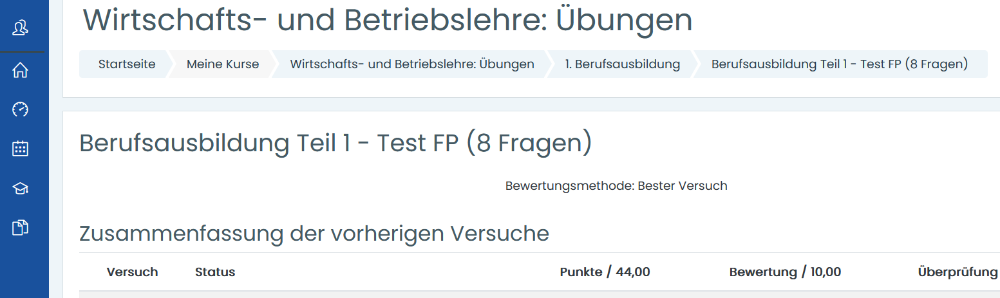 Wirtschafts- und Betriebslehre: Übungen
Startseite Meine Kurse Wirtschafts- und Betriebslehre: Übungen 1. Berufsausbildung Berufsausbildung Teil 1 - Test FP (8 Fragen)
Berufsausbildung Teil 1 - Test FP (8 Fragen)
Bewertungsmethode: Bester Versuch
Zusammenfassung der vorherigen Versuche
Versuch Status Punkte / 44,00 Bewertung / 10,00 Überprüfung